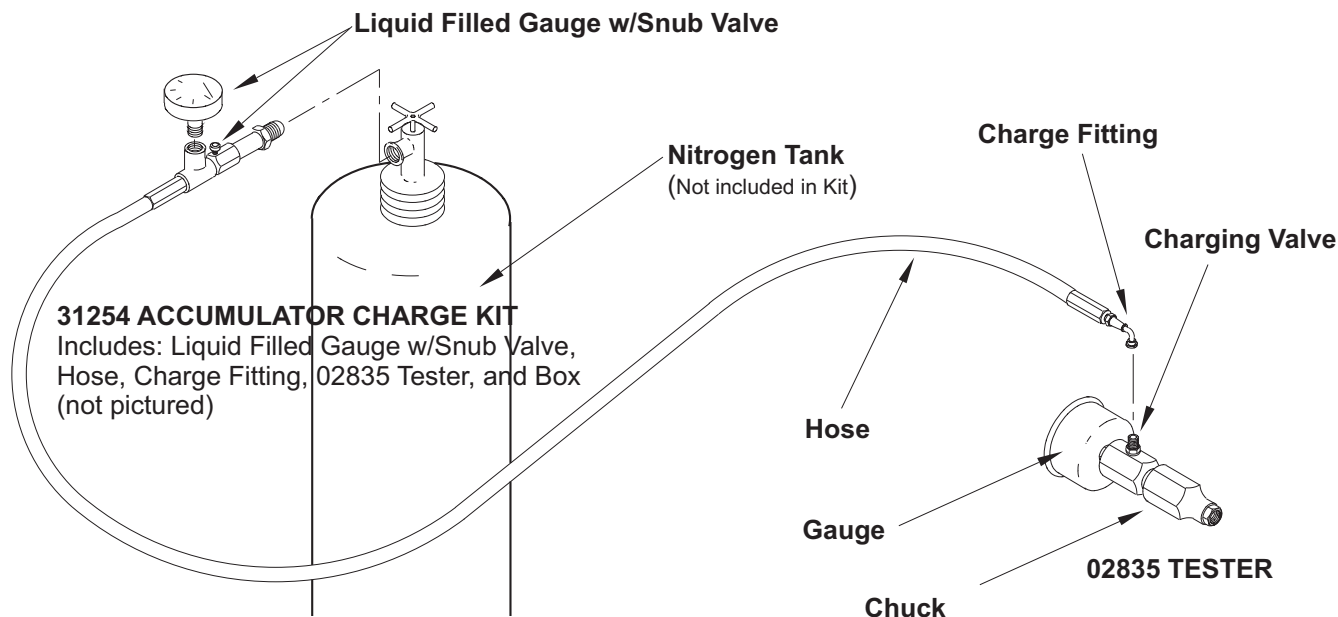 Liquid Filled Gauge w/Snub Valve
Charge Fitting
Nitrogen Tank
(Not included in Kit)
Charging Valve
31254 ACCUMULATOR CHARGE KIT
Includes: Liquid Filled Gauge w/Snub Valve,
Hose, Charge Fitting, 02835 Tester, and Box
(not pictured)
Hose
Gauge
02835 TESTER
Chuck